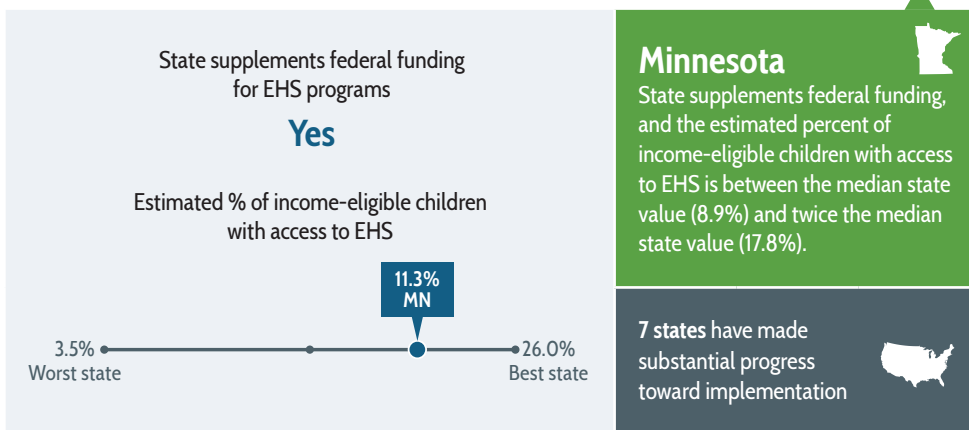 State supplements federal funding
for EHS programs
Yes
Estimated % of income-eligible children
with access to EHS
11.3%
MN
3.5%
Worst state
26.0%
Best state
Minnesota
State supplements federal funding,
and the estimated percent of
income-eligible children with access
to EHS is between the median state
value (8.9%) and twice the median
state value (17.8%).
7 states have made
substantial progress
toward implementation